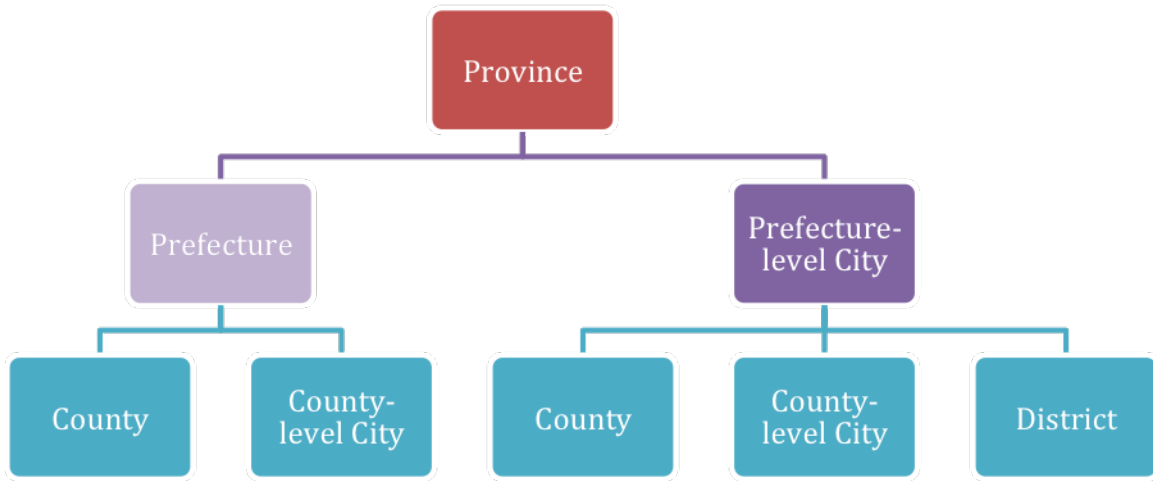 Province
Prefecture
Prefecture-
level City
County
County-
level City
County
County-
level City
District